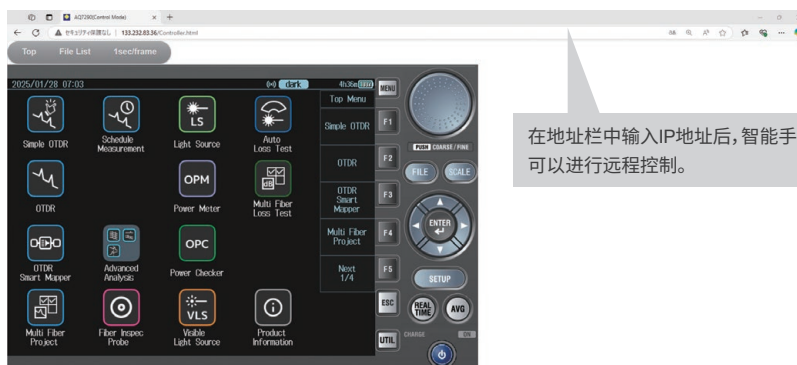 AQ7290(Control Mode)
セキュリティ保護なし 133.232.83.36/Controller.html
Top File List 1sec/frame
2025/01/28 07:03 dark 4h36m
Top Menu
Simple OTDR
Schedule Measurement
Light Source
LS
Auto Loss Test
Simple OTDR
OTDR
OPM
Power Meter
dB
Multi Fiber Loss Test
OTDR
OTDR Smart Mapper
OTDR Smart Mapper
Advanced Analysis
OPC
Power Checker
Multi Fiber Project
Next 1/4
Multi Fiber Project
Fiber Inspec Probe
VLS
Visible Light Source
Product Information
MENU
F1
F2
F3
F4
F5
ESC
UTIL
PUSH COARSE / FINE
FILE
SCALE
ENTER
SETUP
REAL TIME
AVG
CHARGE
ON
在地址栏中输入IP地址后，智能手
可以进行远程控制。